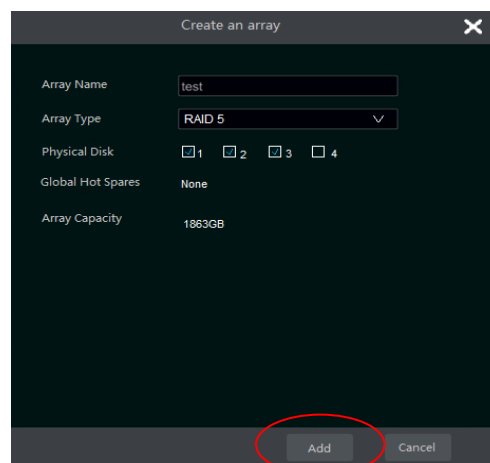 Create an array
Array Name test
Array Type RAID 5
Physical Disk 1 2 3 4
Global Hot Spares None
Array Capacity 1863GB
Add Cancel